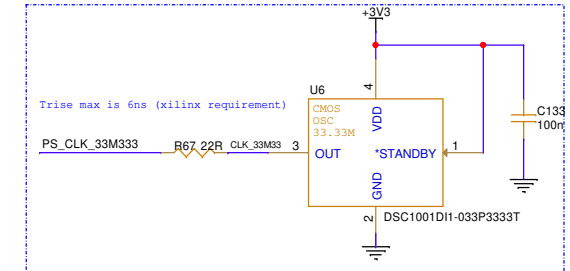 +3V3
U6
4
Trise max is 6ns (xilinx requirement)
CMOS
OSC
33.33M
VDD
C133
100n
PS_CLK_33M333
R67 22R
CLK_33M33
3
OUT
*STANDBY
1
GND
2
DSC1001DI1-033P3333T